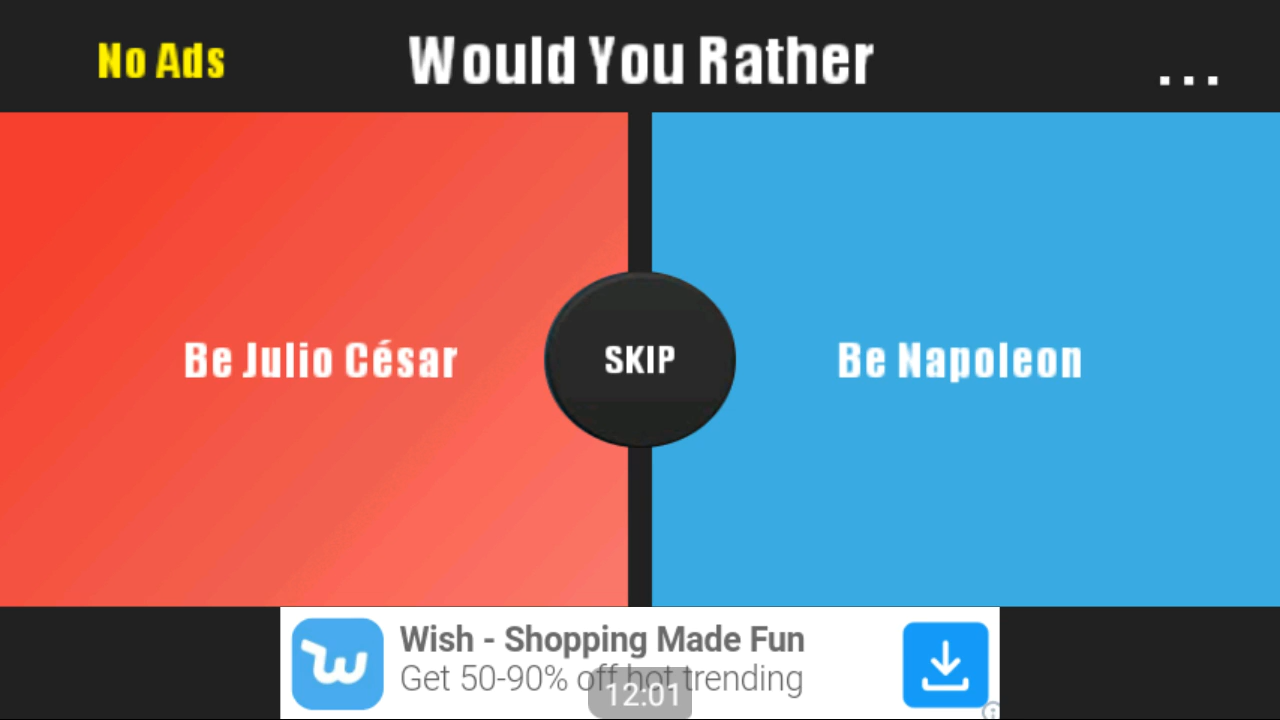 No Ads
Would You Rather
...
Be Julio César
SKIP
Be Napoleon
Wish - Shopping Made Fun
Get 50-90% off hot trending
12:01